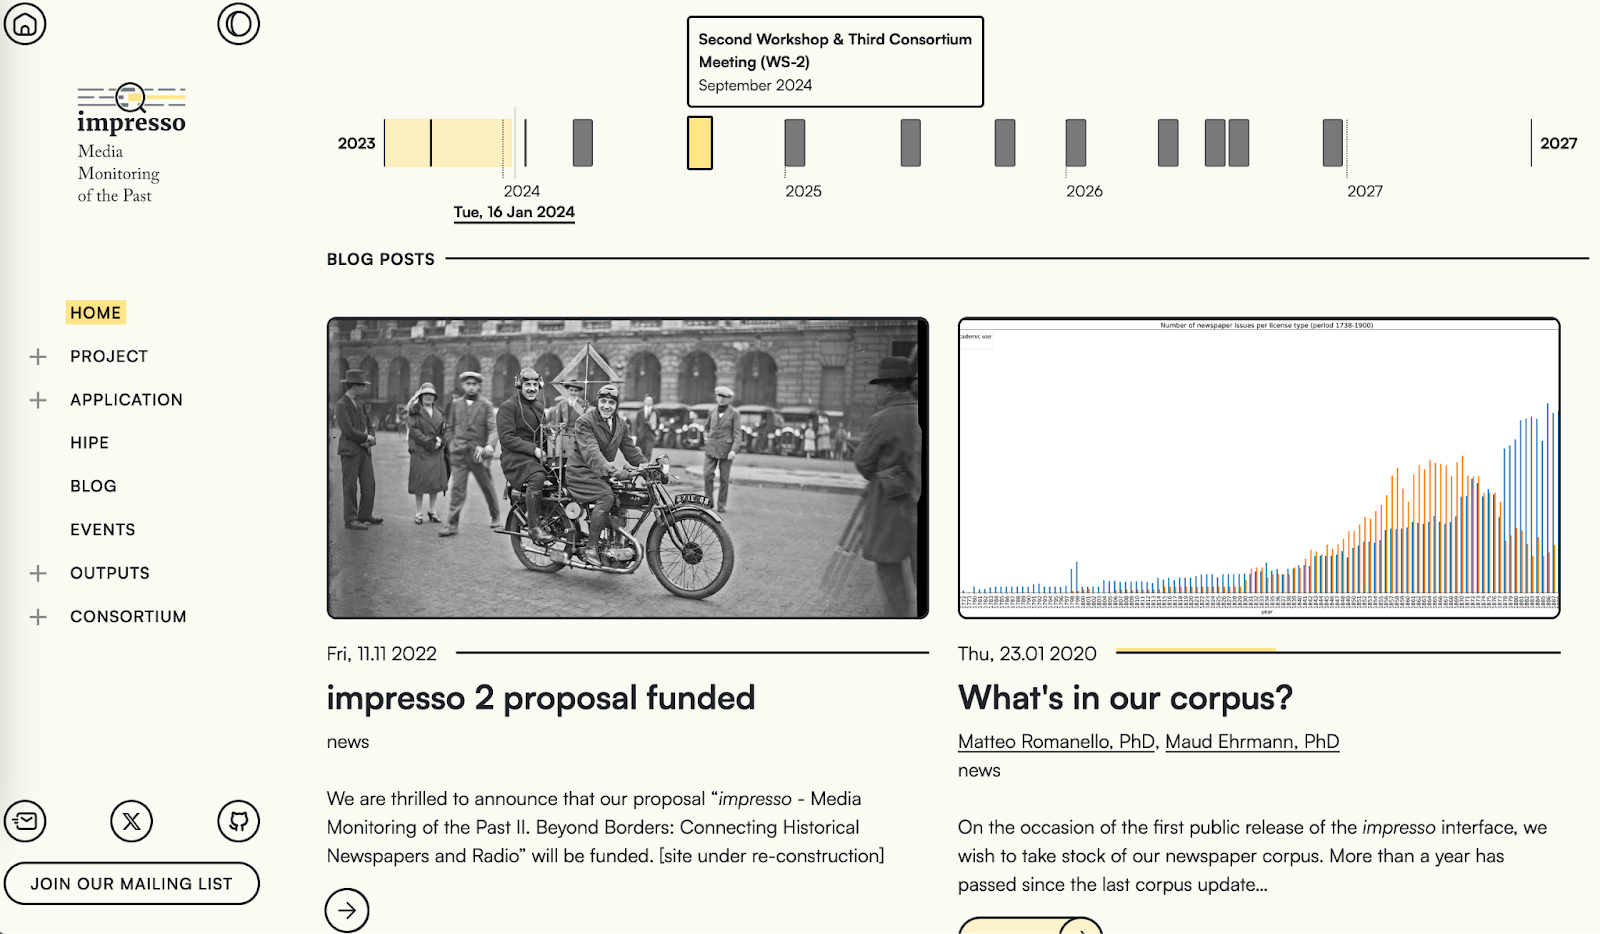 Second Workshop & Third Consortium
Meeting (WS-2)
September 2024
impresso
Media
Monitoring
of the Past
2023
2027
2024
2025
2026
2027
Tue, 16 Jan 2024
BLOG POSTS
HOME
PROJECT
APPLICATION
HIPE
BLOG
EVENTS
OUTPUTS
CONSORTIUM
JOIN OUR MAILING LIST
Fri, 11.11 2022
impresso 2 proposal funded
news
We are thrilled to announce that our proposal “impresso - Media
Monitoring of the Past II. Beyond Borders: Connecting Historical
Newspapers and Radio” will be funded. [site under re-construction]
Number of newspaper issues per license type (period 1738-1900)
cademic use
year
Thu, 23.01 2020
What's in our corpus?
Matteo Romanello, PhD, Maud Ehrmann, PhD
news
On the occasion of the first public release of the impresso interface, we
wish to take stock of our newspaper corpus. More than a year has
passed since the last corpus update...